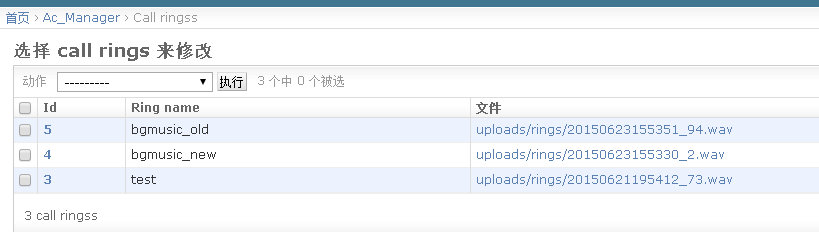 首页 › Ac_Manager › Call ringss
选择 call rings 来修改
动作 --------- 执行 3 个中 0 个被选
Id Ring name 文件
5 bgmusic_old uploads/rings/20150623155351_94.wav
4 bgmusic_new uploads/rings/20150623155330_2.wav
3 test uploads/rings/20150621195412_73.wav
3 call ringss